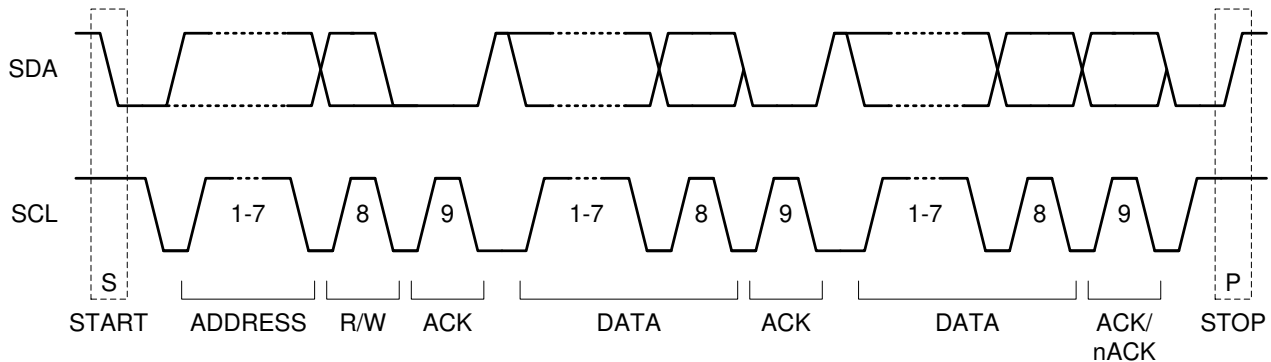 SDA
SCL
1-7 8 9 1-7 8 9 1-7 8 9
S P
START ADDRESS R/W ACK DATA ACK DATA ACK/ STOP
nACK